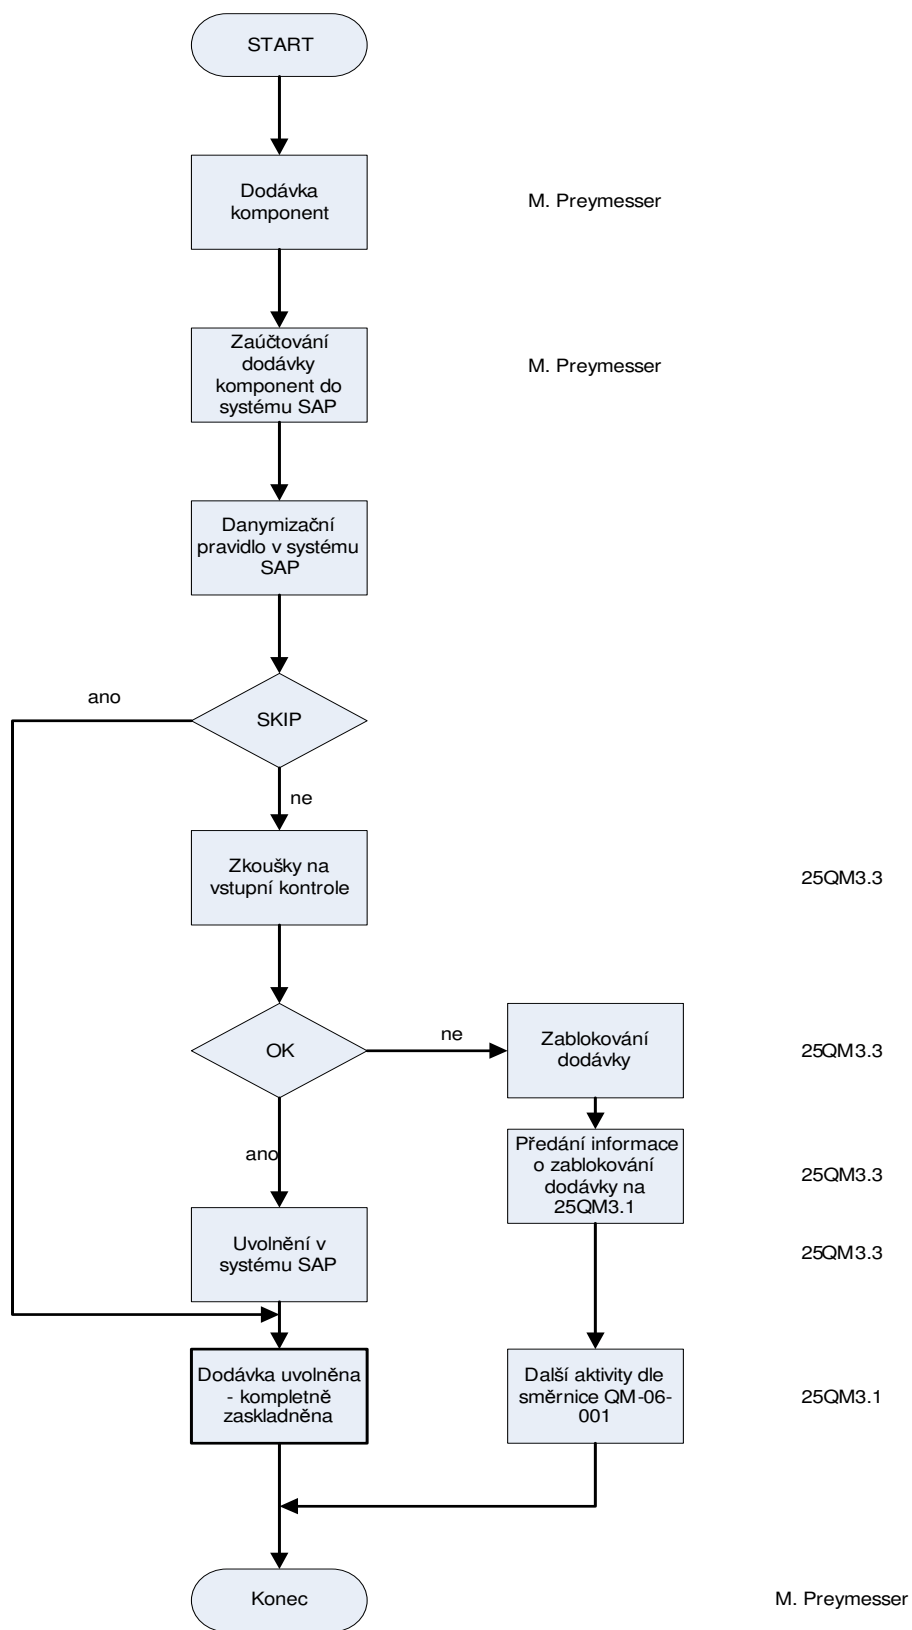 START
Dodávka
komponent
M. Preymesser
Zaúčtování
dodávky
komponent do
systému SAP
M. Preymesser
Danymizační
pravidlo v systému
SAP
ano
SKIP
ne
Zkoušky na
vstupní kontrole
25QM3.3
OK
ne
Zablokování
dodávky
25QM3.3
ano
Předání informace
o zablokování
dodávky na
25QM3.1
25QM3.3
Uvolnění v
systému SAP
25QM3.3
Dodávka uvolněna
- kompletně
zaskladněna
Další aktivity dle
směrnice QM-06-
001
25QM3.1
Konec
M. Preymesser